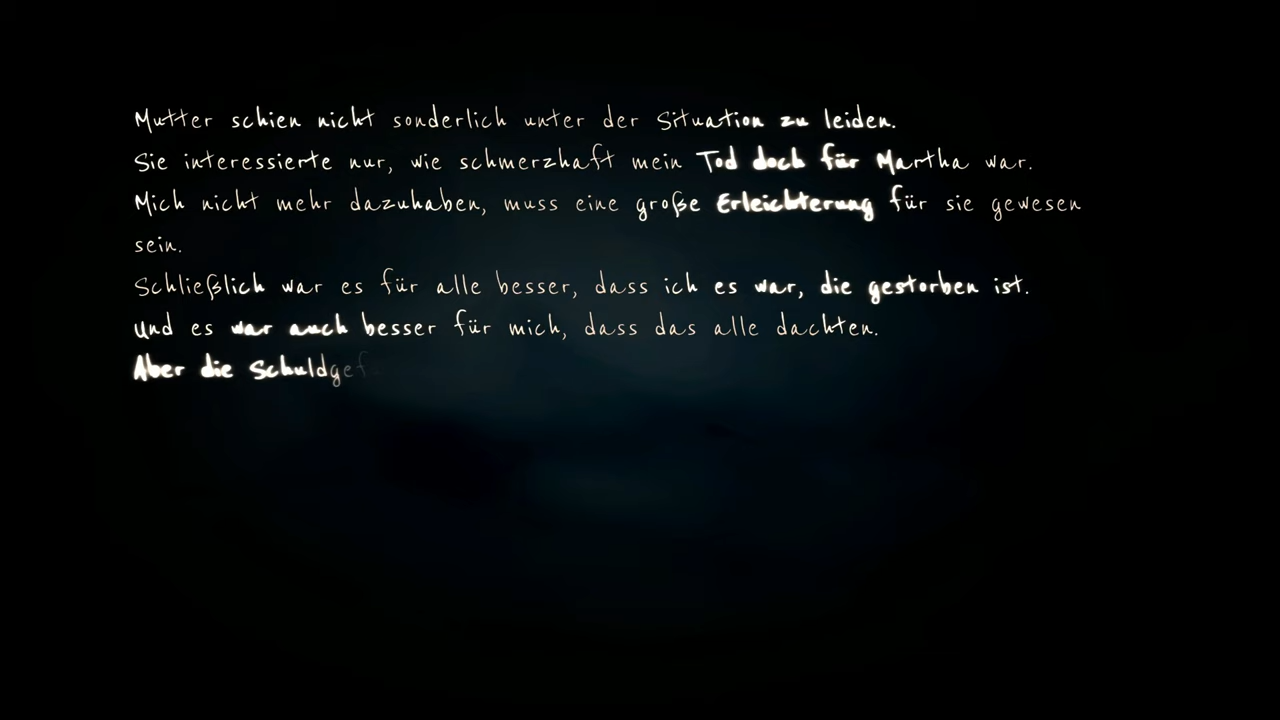 Mutter schien nicht sonderlich unter der Situation zu leiden.
Sie interessierte nur, wie schmerzhaft mein Tod doch für Martha war.
Mich nicht mehr dazuhaben, muss eine große Erleichterung für sie gewesen
sein.
Schließlich war es für alle besser, dass ich es war, die gestorben ist.
Und es war auch besser für mich, dass das alle dachten.
Aber die Schuldgef